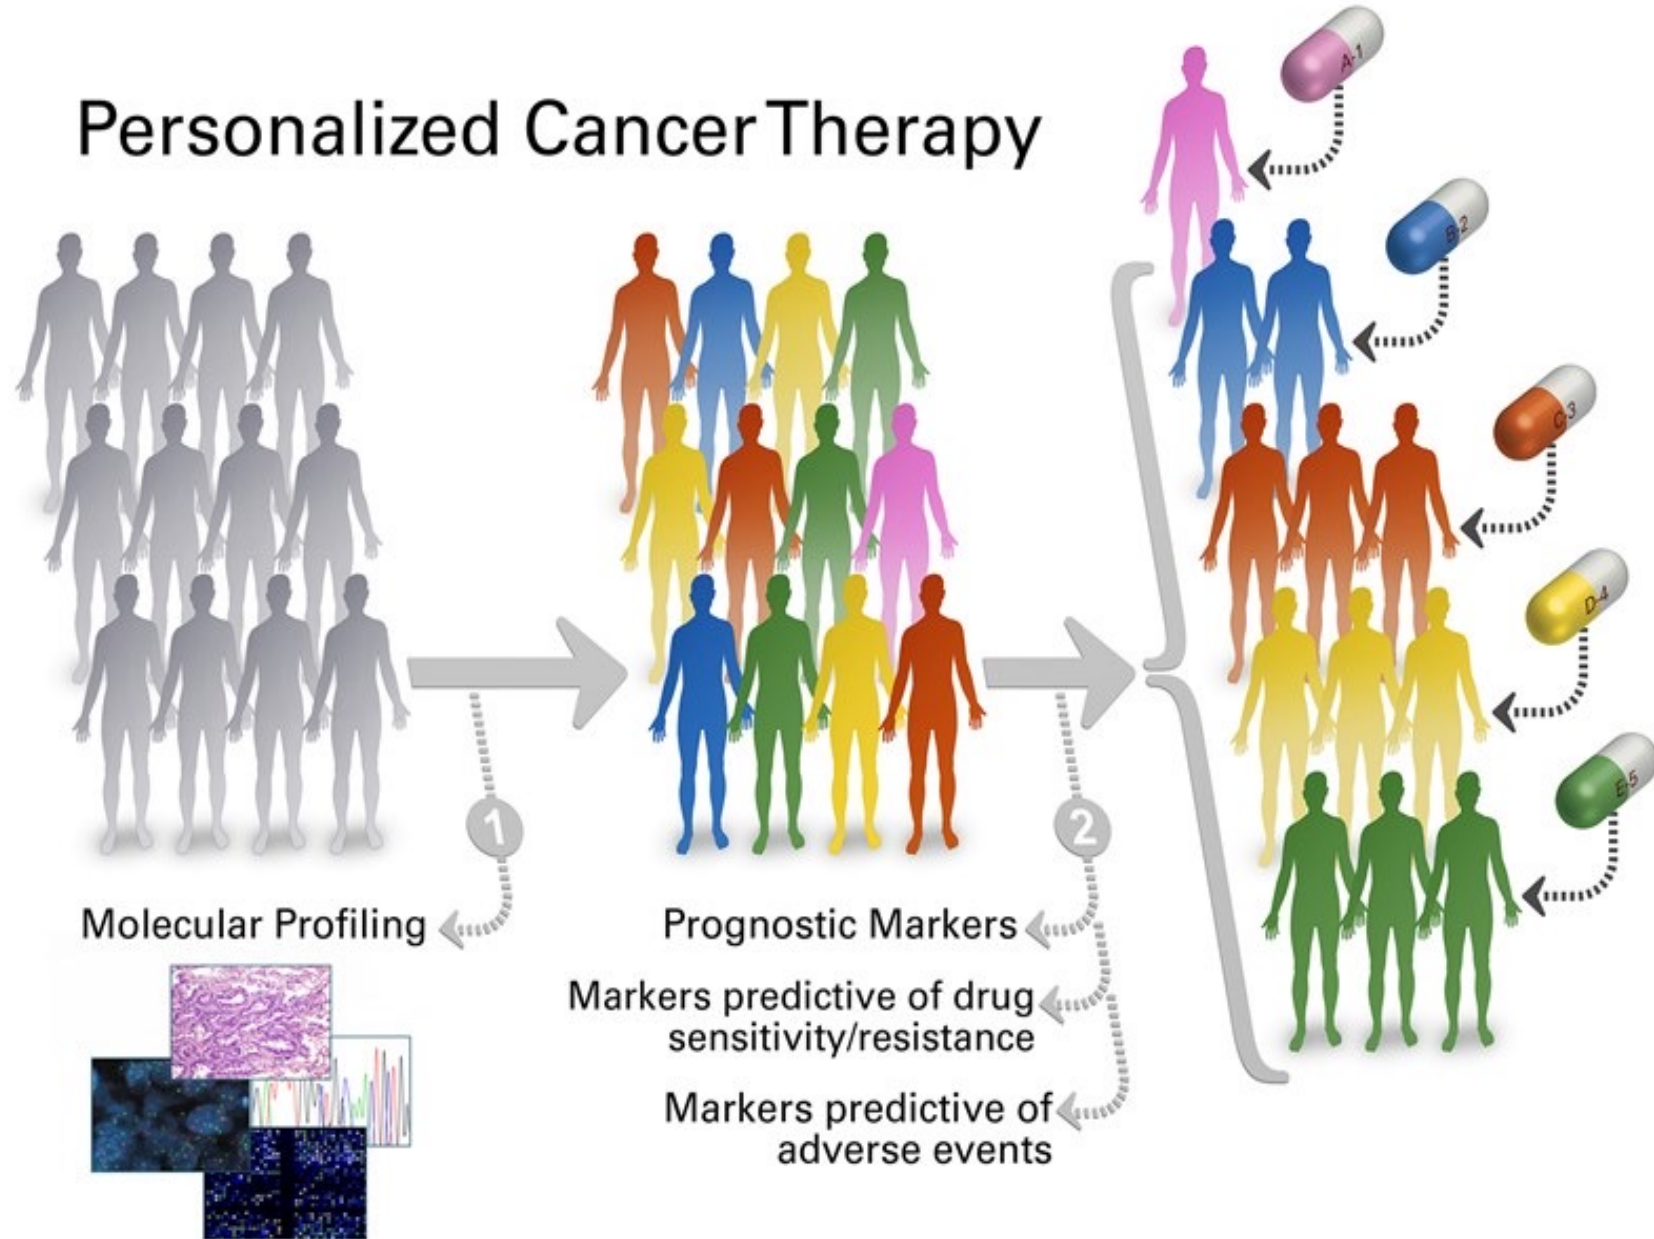 Personalized Cancer Therapy
A-1
B-2
C-3
D-4
E-5
1
2
Molecular Profiling
Prognostic Markers
Markers predictive of drug
sensitivity/resistance
Markers predictive of
adverse events